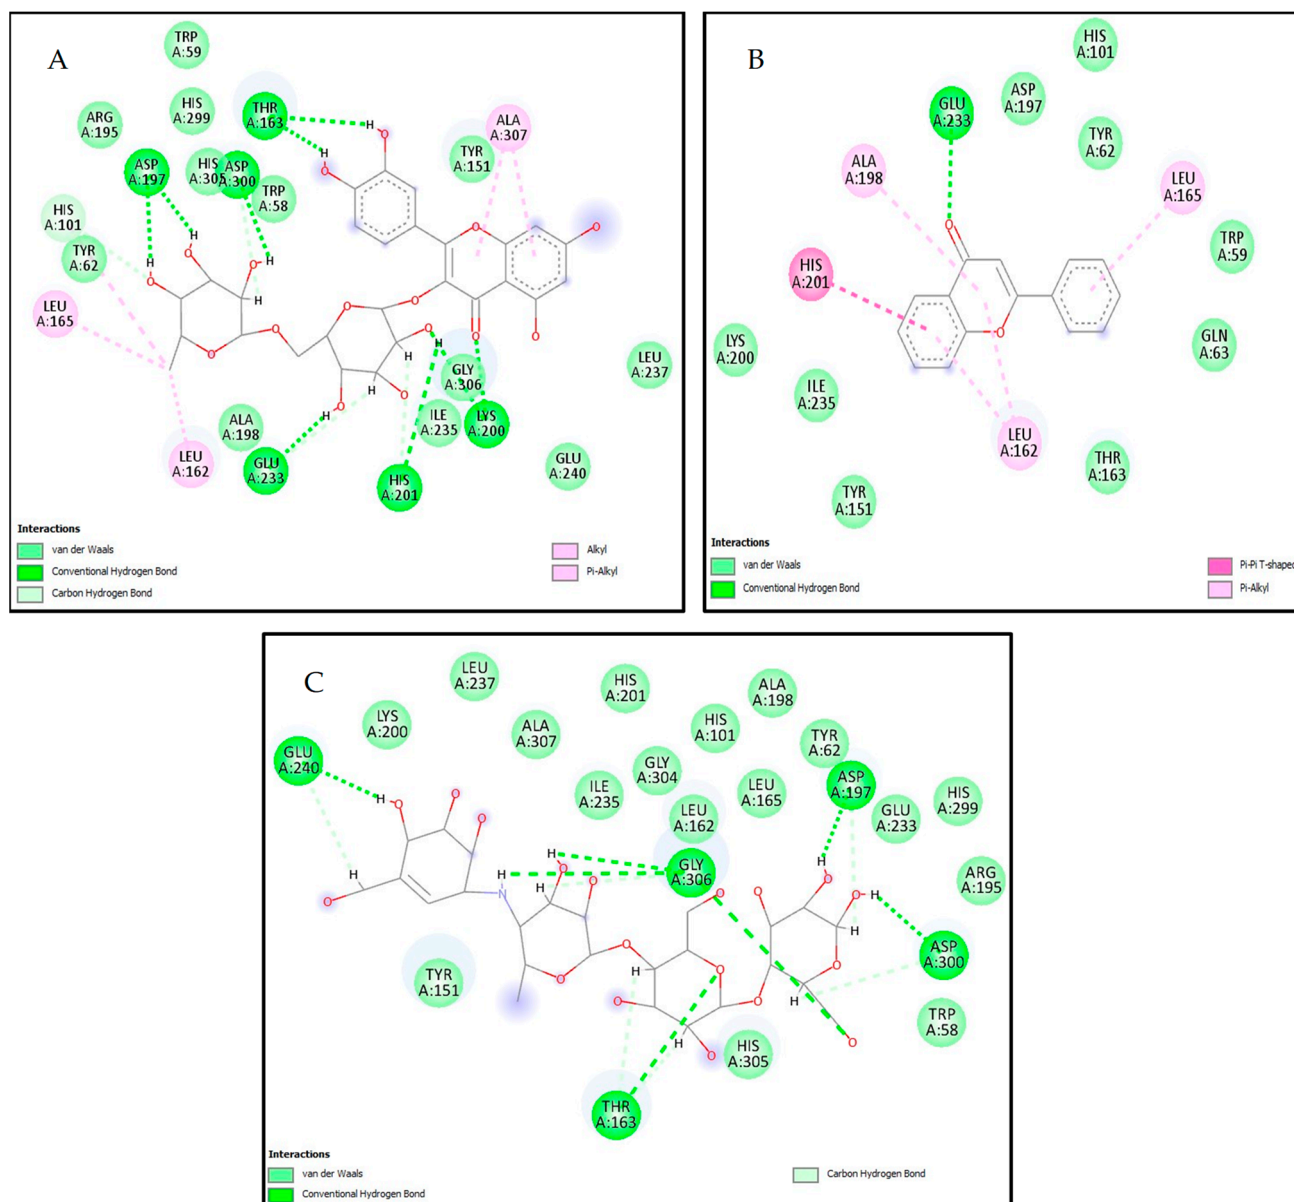 A
TRP
A:59
ARG
A:195
HIS
A:299
THR
A:163
ASP
A:197
HIS
A:305
ASP
A:300
TRP
A:58
TYR
A:151
ALA
A:307
HIS
A:101
TYR
A:62
LEU
A:165
ALA
A:198
LEU
A:162
GLU
A:233
HIS
A:201
GLY
A:306
ILE
A:235
LYS
A:200
LEU
A:237
GLU
A:240
Interactions
van der Waals
Conventional Hydrogen Bond
Carbon Hydrogen Bond
Alkyl
Pi-Alkyl
B
HIS
A:101
GLU
A:233
ASP
A:197
TYR
A:62
ALA
A:198
LEU
A:165
TRP
A:59
HIS
A:201
GLN
A:63
LYS
A:200
ILE
A:235
LEU
A:162
THR
A:163
TYR
A:151
Interactions
van der Waals
Conventional Hydrogen Bond
Pi-Pi T-shaped
Pi-Alkyl
C
LEU
A:237
HIS
A:201
ALA
A:198
LYS
A:200
ALA
A:307
HIS
A:101
TYR
A:62
GLU
A:240
ILE
A:235
GLY
A:304
LEU
A:162
LEU
A:165
ASP
A:197
GLU
A:233
HIS
A:299
GLY
A:306
ARG
A:195
ASP
A:300
TYR
A:151
TRP
A:58
HIS
A:305
THR
A:163
Interactions
van der Waals
Conventional Hydrogen Bond
Carbon Hydrogen Bond